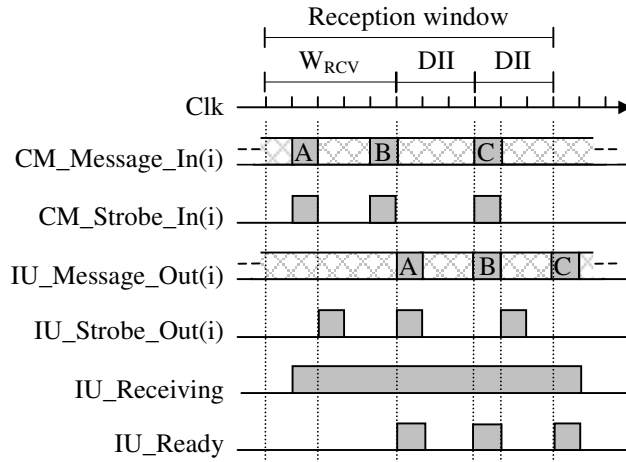 Reception window
W_RCV DII DII
Clk
CM_Message_In(i) A B C
CM_Strobe_In(i)
IU_Message_Out(i) A B C
IU_Strobe_Out(i)
IU_Receiving
IU_Ready